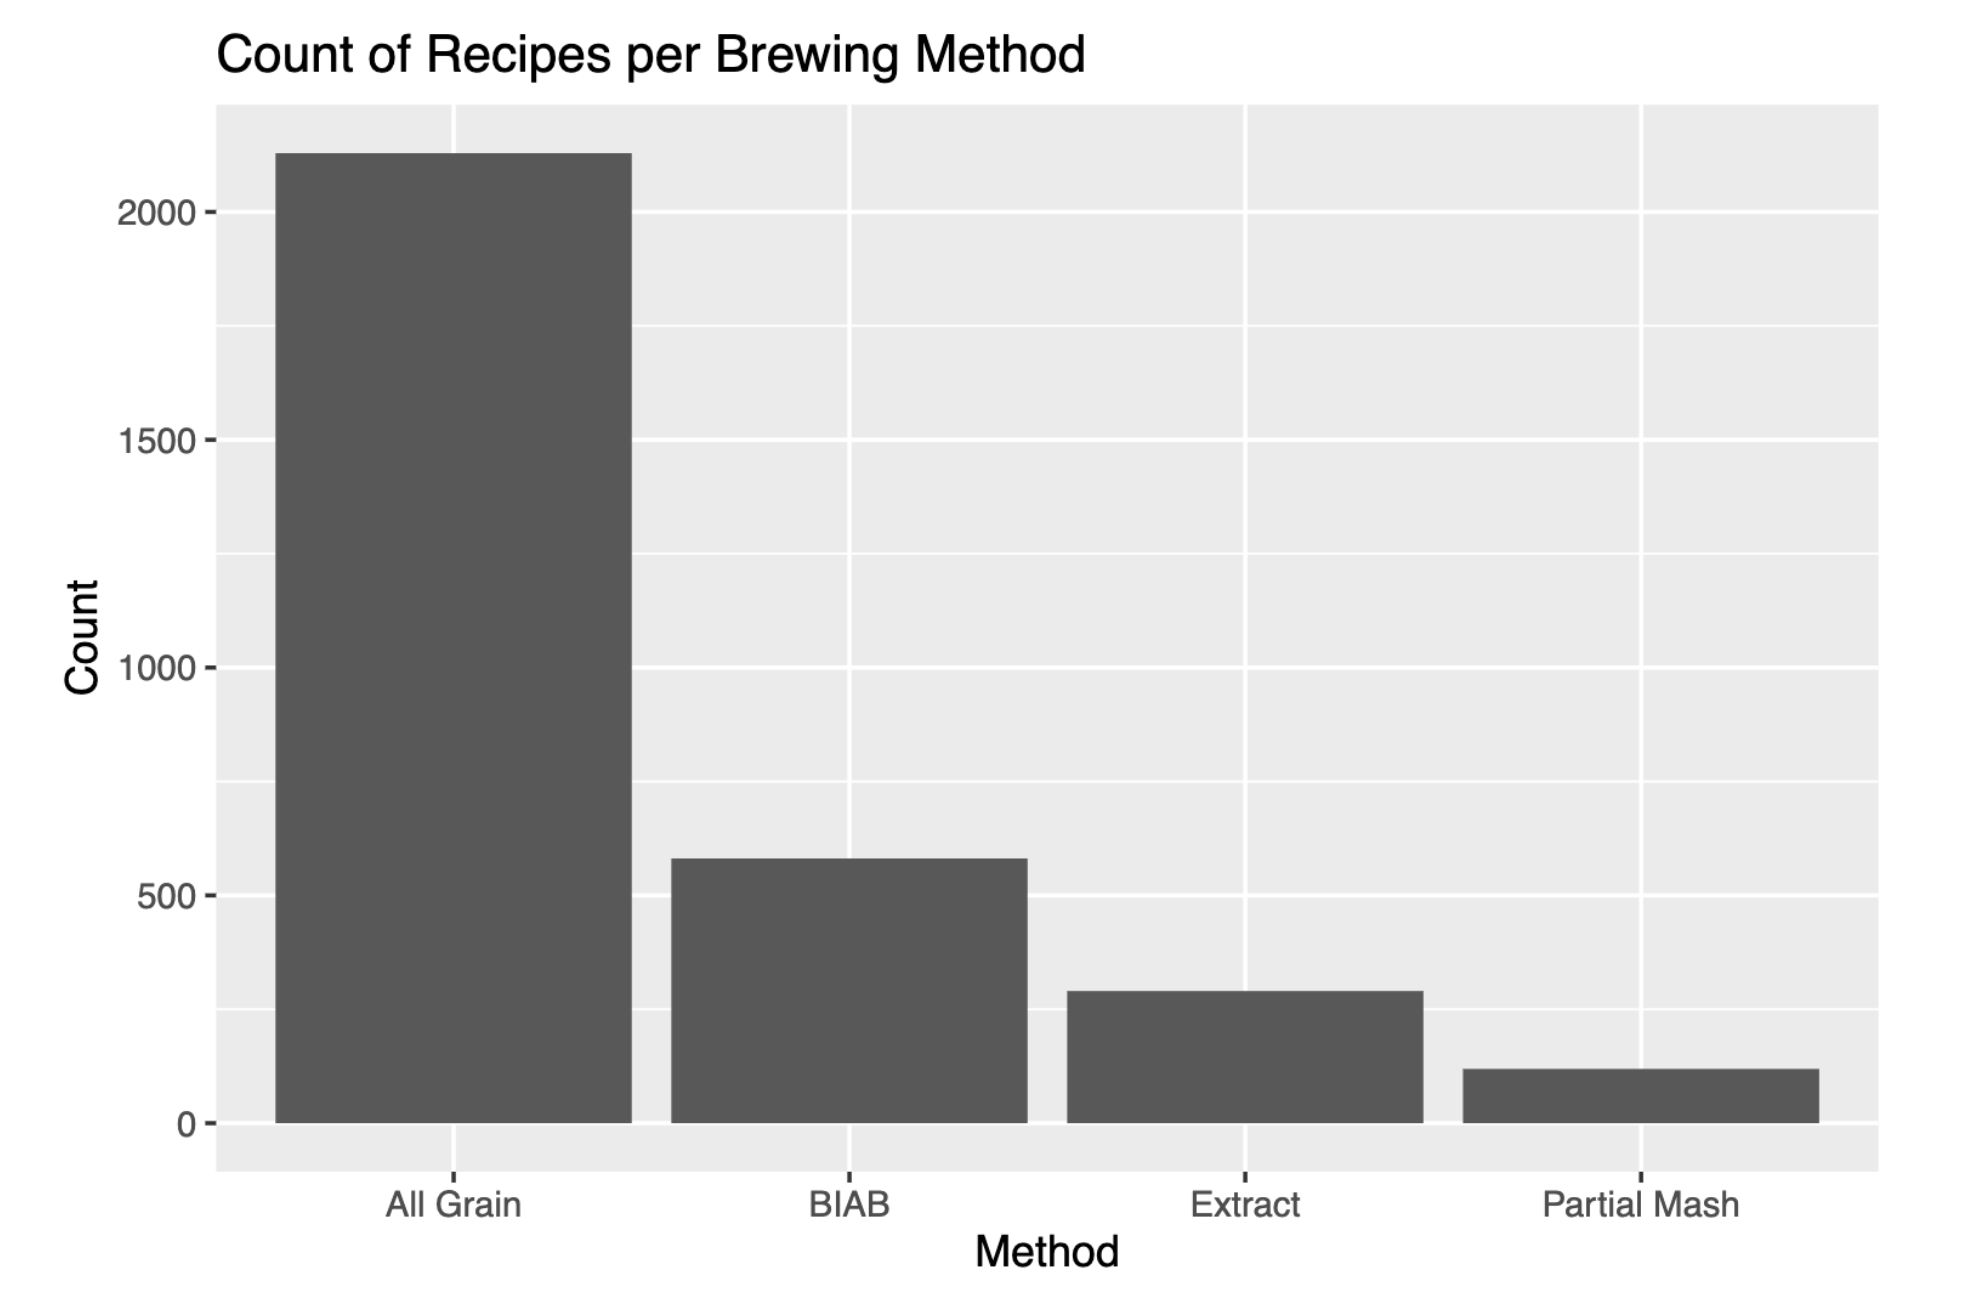 Count of Recipes per Brewing Method
2000
1500
1000
500
0
Count
All Grain
BIAB
Extract
Partial Mash
Method